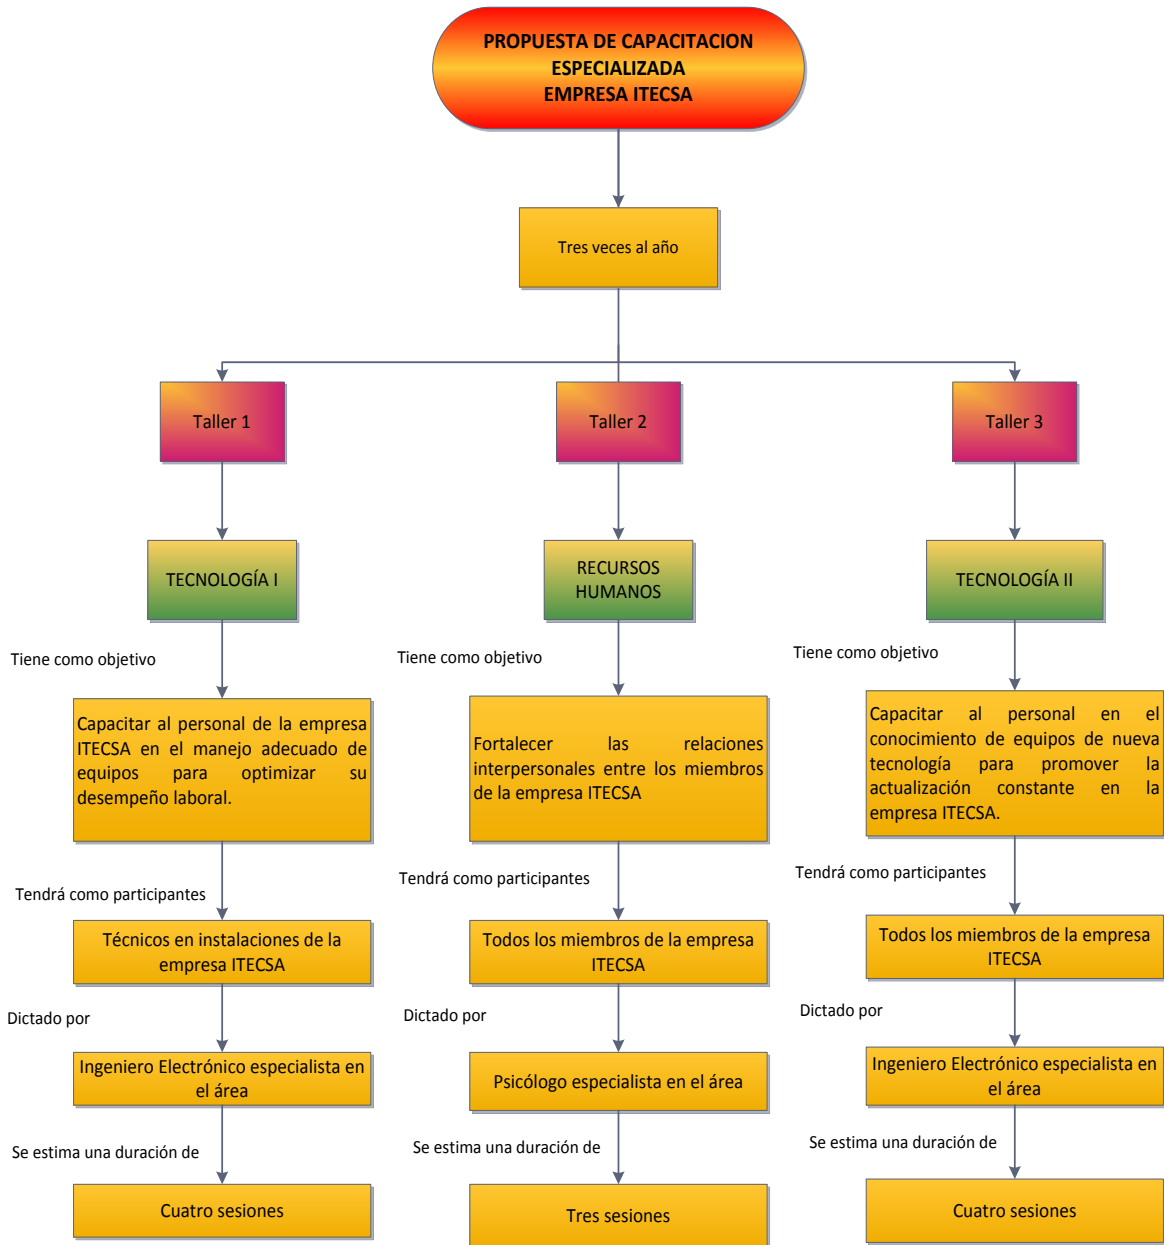 PROPUESTA DE CAPACITACION
ESPECIALIZADA
EMPRESA ITECSA
Tres veces al año
Taller 1
Taller 2
Taller 3
TECNOLOGÍA I
RECURSOS
HUMANOS
TECNOLOGÍA II
Tiene como objetivo
Tiene como objetivo
Tiene como objetivo
Capacitar al personal de la empresa
ITECSA en el manejo adecuado de
equipos para optimizar su
desempeño laboral.
Fortalecer las relaciones
interpersonales entre los miembros
de la empresa ITECSA
Capacitar al personal en el
conocimiento de equipos de nueva
tecnología para promover la
actualización constante en la
empresa ITECSA.
Tendrá como participantes
Tendrá como participantes
Tendrá como participantes
Técnicos en instalaciones de la
empresa ITECSA
Todos los miembros de la empresa
ITECSA
Todos los miembros de la empresa
ITECSA
Dictado por
Dictado por
Dictado por
Ingeniero Electrónico especialista en
el área
Psicólogo especialista en el área
Ingeniero Electrónico especialista en
el área
Se estima una duración de
Se estima una duración de
Se estima una duración de
Cuatro sesiones
Tres sesiones
Cuatro sesiones